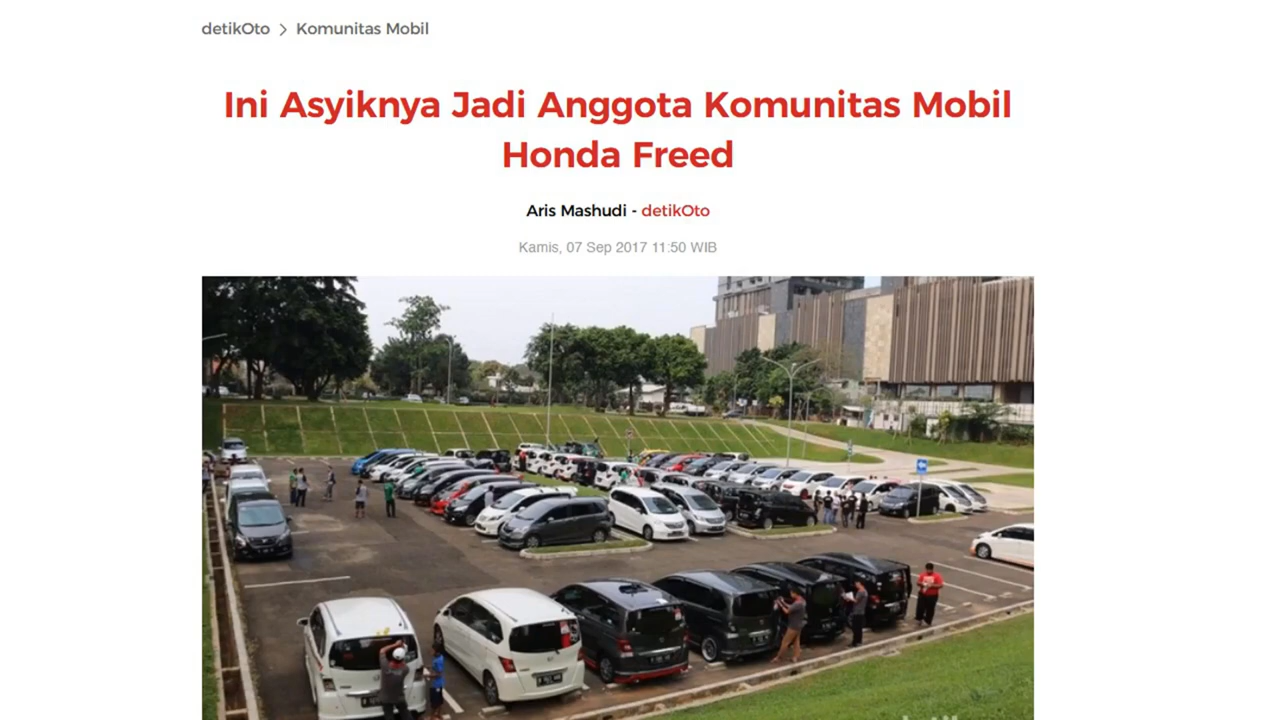 detikOto > Komunitas Mobil
Ini Asyiknya Jadi Anggota Komunitas Mobil
Honda Freed
Aris Mashudi - detikOto
Kamis, 07 Sep 2017 11:50 WIB